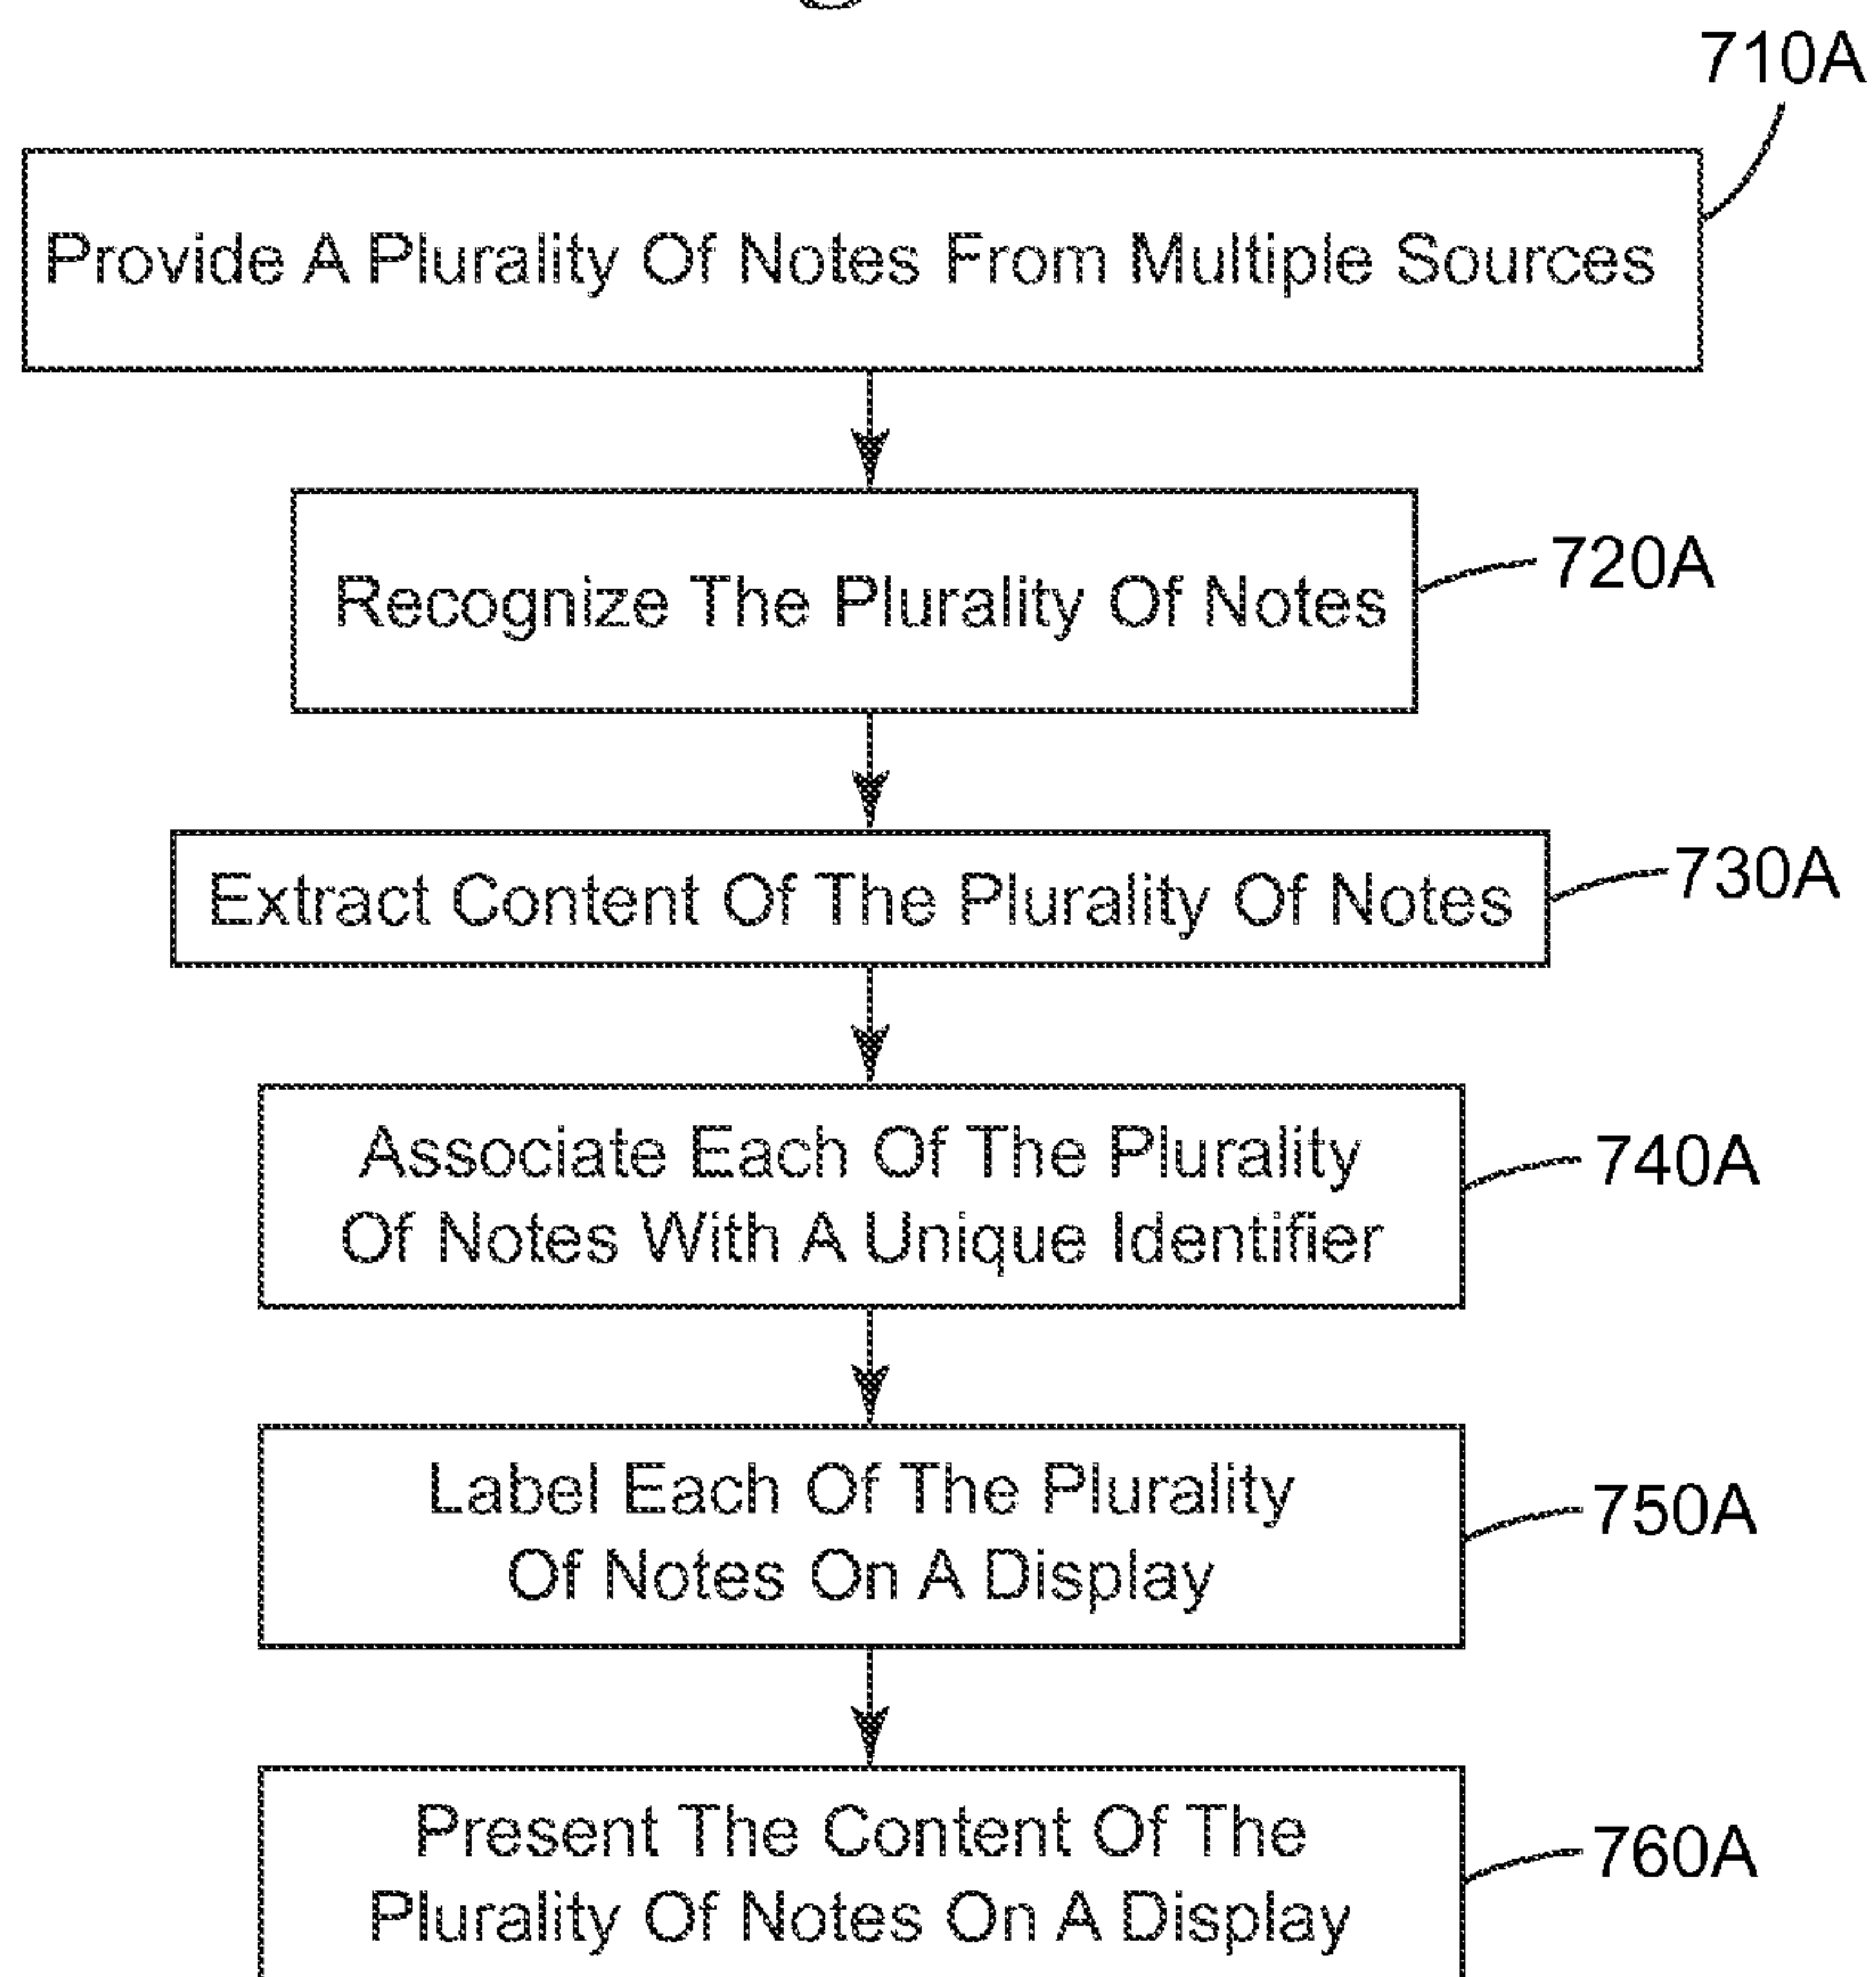 710A
Provide A Plurality Of Notes From Multiple Sources
720A
Recognize The Plurality Of Notes
730A
Extract Content Of The Plurality Of Notes
740A
Associate Each Of The Plurality
Of Notes With A Unique Identifier
750A
Label Each Of The Plurality
Of Notes On A Display
760A
Present The Content Of The
Plurality Of Notes On A Display